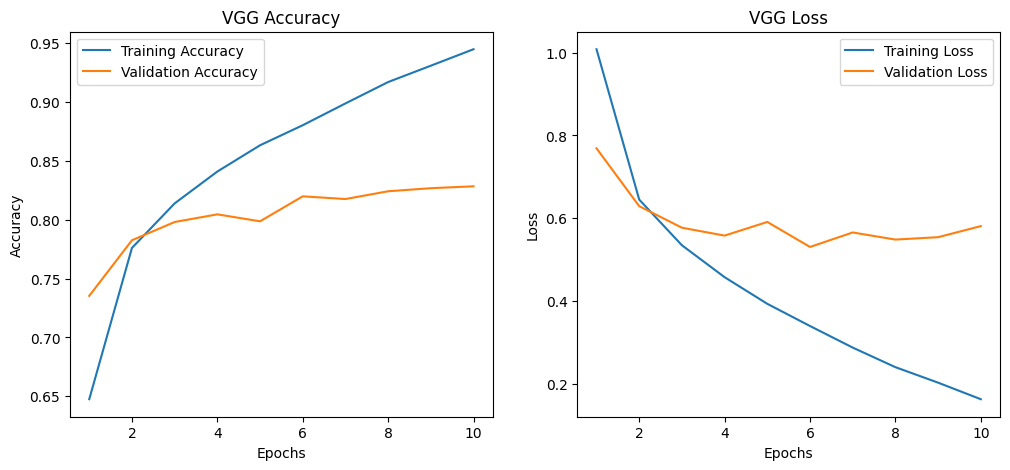 VGG Accuracy
Training Accuracy
Validation Accuracy
0.95
0.90
0.85
0.80
0.75
0.70
0.65
Accuracy
2 4 6 8 10
Epochs
VGG Loss
Training Loss
Validation Loss
1.0
0.8
0.6
0.4
0.2
Loss
2 4 6 8 10
Epochs